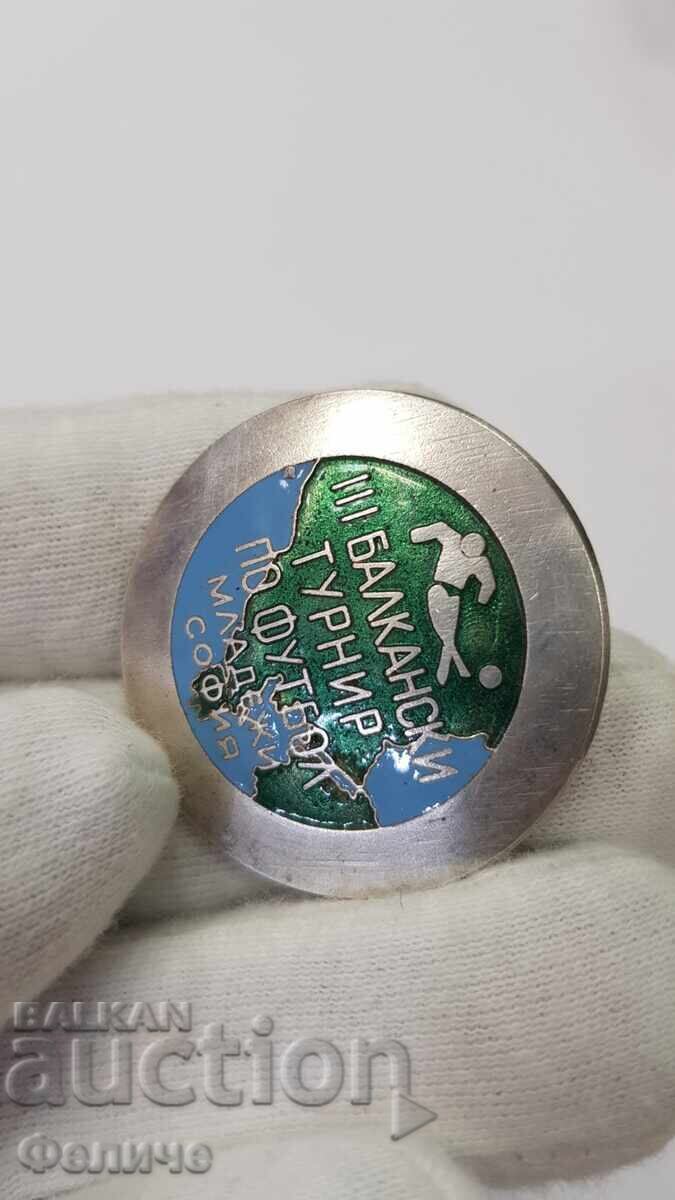 III БАЛКАНСКИ
ТУРНИР
ПО ФУТБОЛ
МЛАДЕЖИ
СОФИЯ
BALKAN
auction
Феличе